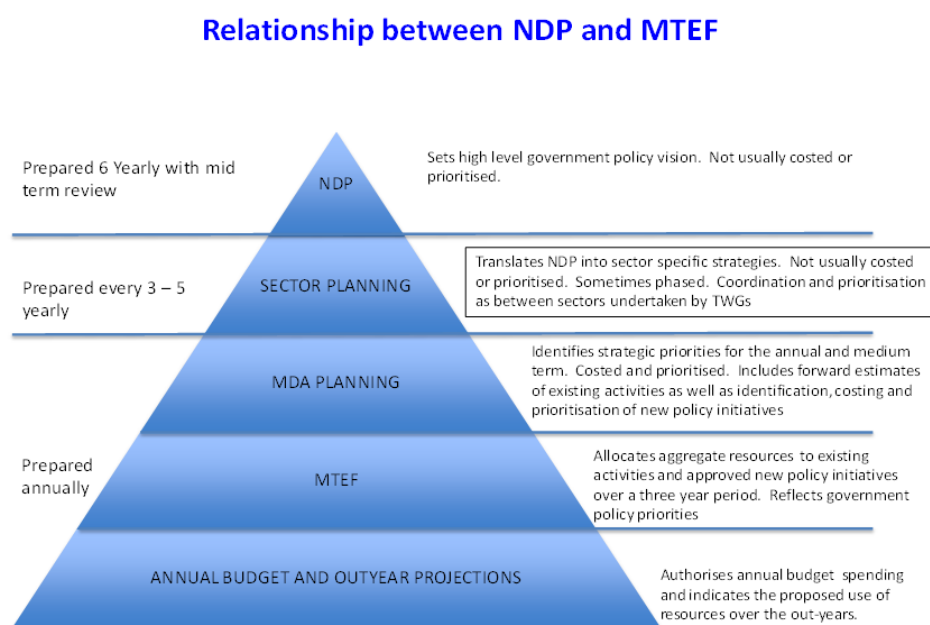 Relationship between NDP and MTEF
Prepared 6 Yearly with mid
term review
NDP
Sets high level government policy vision.  Not usually costed or
prioritised.
Prepared every 3 – 5
yearly
SECTOR PLANNING
Translates NDP into sector specific strategies.  Not usually costed
or prioritised.  Sometimes phased.  Coordination and prioritisation
as between sectors undertaken by TWGs
MDA PLANNING
Identifies strategic priorities for the annual and medium
term.  Costed and prioritised.  Includes forward estimates
of existing activities as well as identification, costing and
prioritisation of new policy initiatives
Prepared
annually
MTEF
Allocates aggregate resources to existing
activities and approved new policy initiatives
over a three year period.  Reflects government
policy priorities
ANNUAL BUDGET AND OUTYEAR PROJECTIONS
Authorises annual budget spending
and indicates the proposed use of
resources over the out-years.